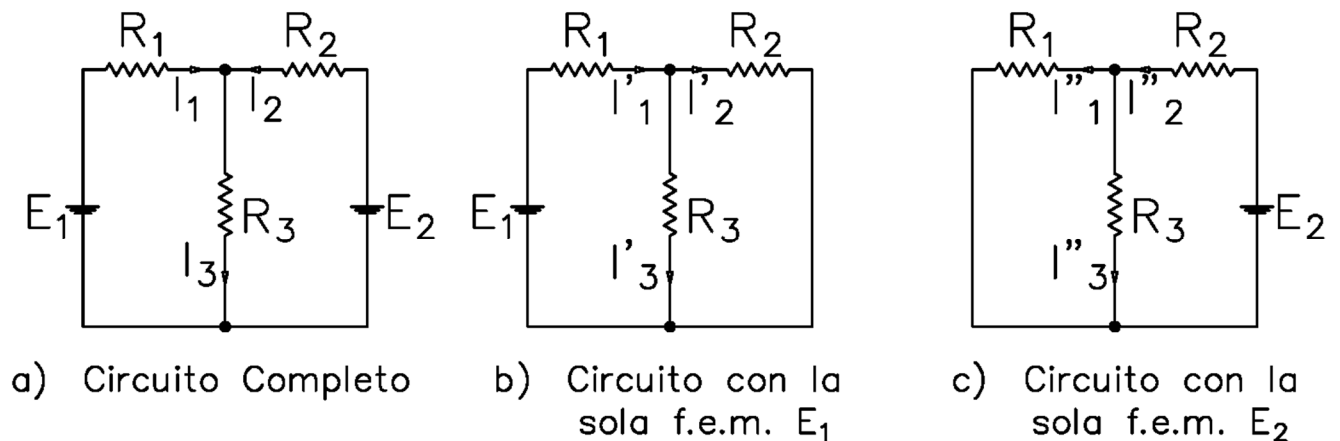 R₁ R₂
I₁ I₂
E₁ R₃ E₂
I₃
a) Circuito Completo
R₁ R₂
I'₁ I'₂
E₁ R₃
I'₃
b) Circuito con la
sola f.e.m. E₁
R₁ R₂
I"₁ I"₂
R₃ E₂
I"₃
c) Circuito con la
sola f.e.m. E₂